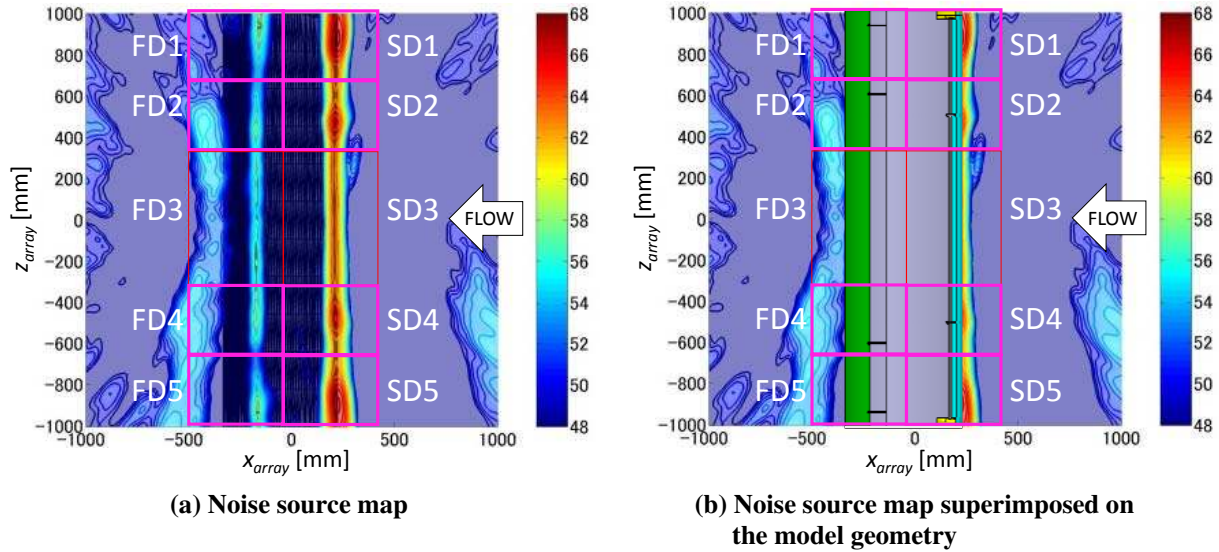 1000
800
600
400
200
0
−200
−400
−600
−800
−1000
z_array [mm]
−1000
−500
0
500
1000
x_array [mm]
FD1
FD2
FD3
FD4
FD5
SD1
SD2
SD3
SD4
SD5
FLOW
68
66
64
62
60
58
56
54
52
50
48
(a) Noise source map
1000
800
600
400
200
0
−200
−400
−600
−800
−1000
z_array [mm]
−1000
−500
0
500
1000
x_array [mm]
FD1
FD2
FD3
FD4
FD5
SD1
SD2
SD3
SD4
SD5
FLOW
68
66
64
62
60
58
56
54
52
50
48
(b) Noise source map superimposed on
the model geometry